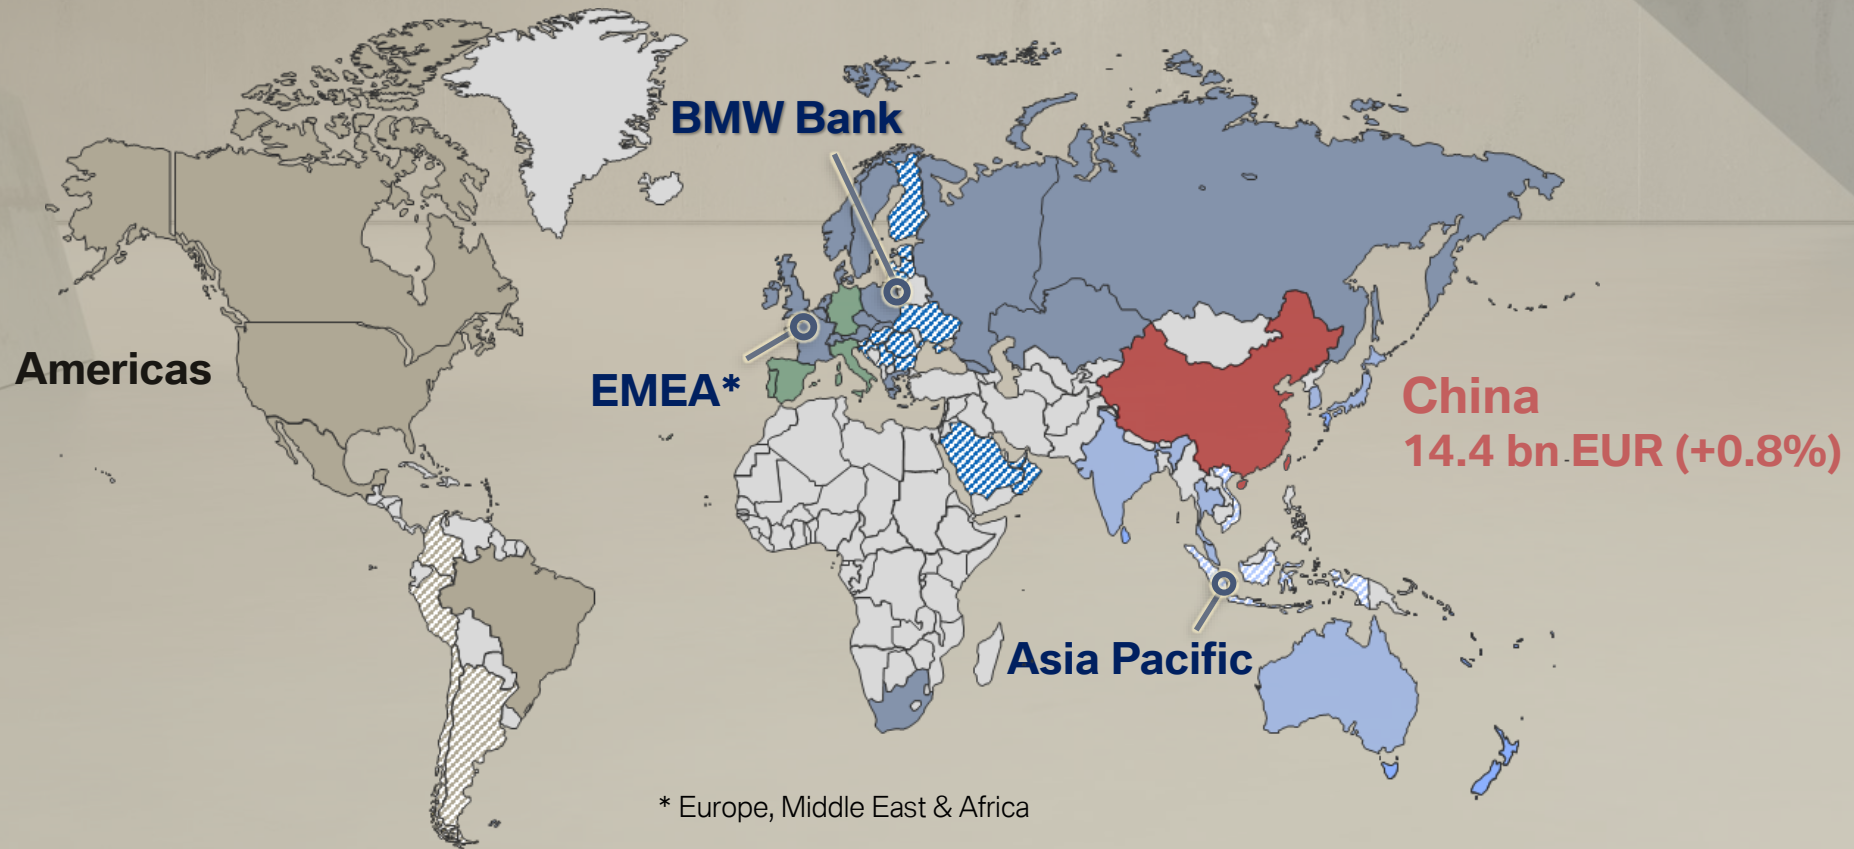 BMW Bank
Americas
EMEA*
China
14.4 bn EUR (+0.8%)
Asia Pacific
* Europe, Middle East & Africa